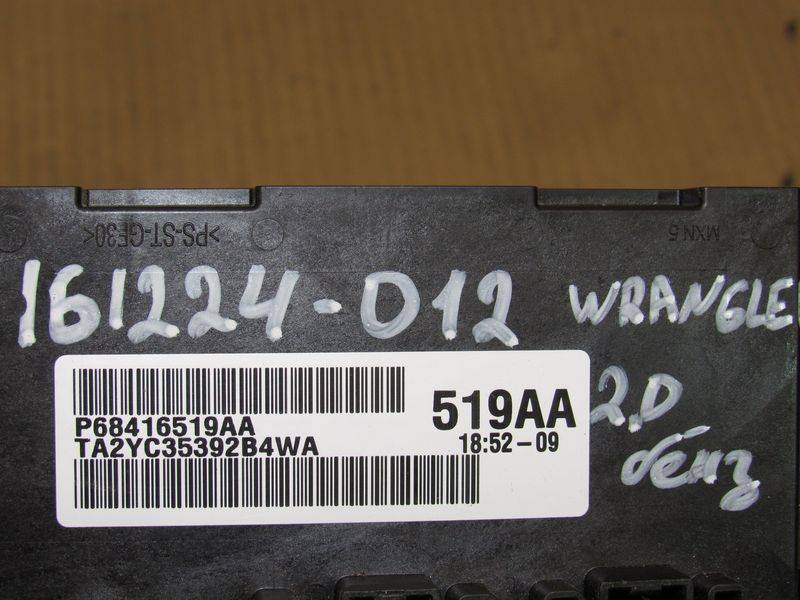 >PS-ST-GF30<
MXN 5
161224-012
WRANGLE
2.0
бенз
P68416519AA
519AA
TA2YC35392B4WA
18:52-09